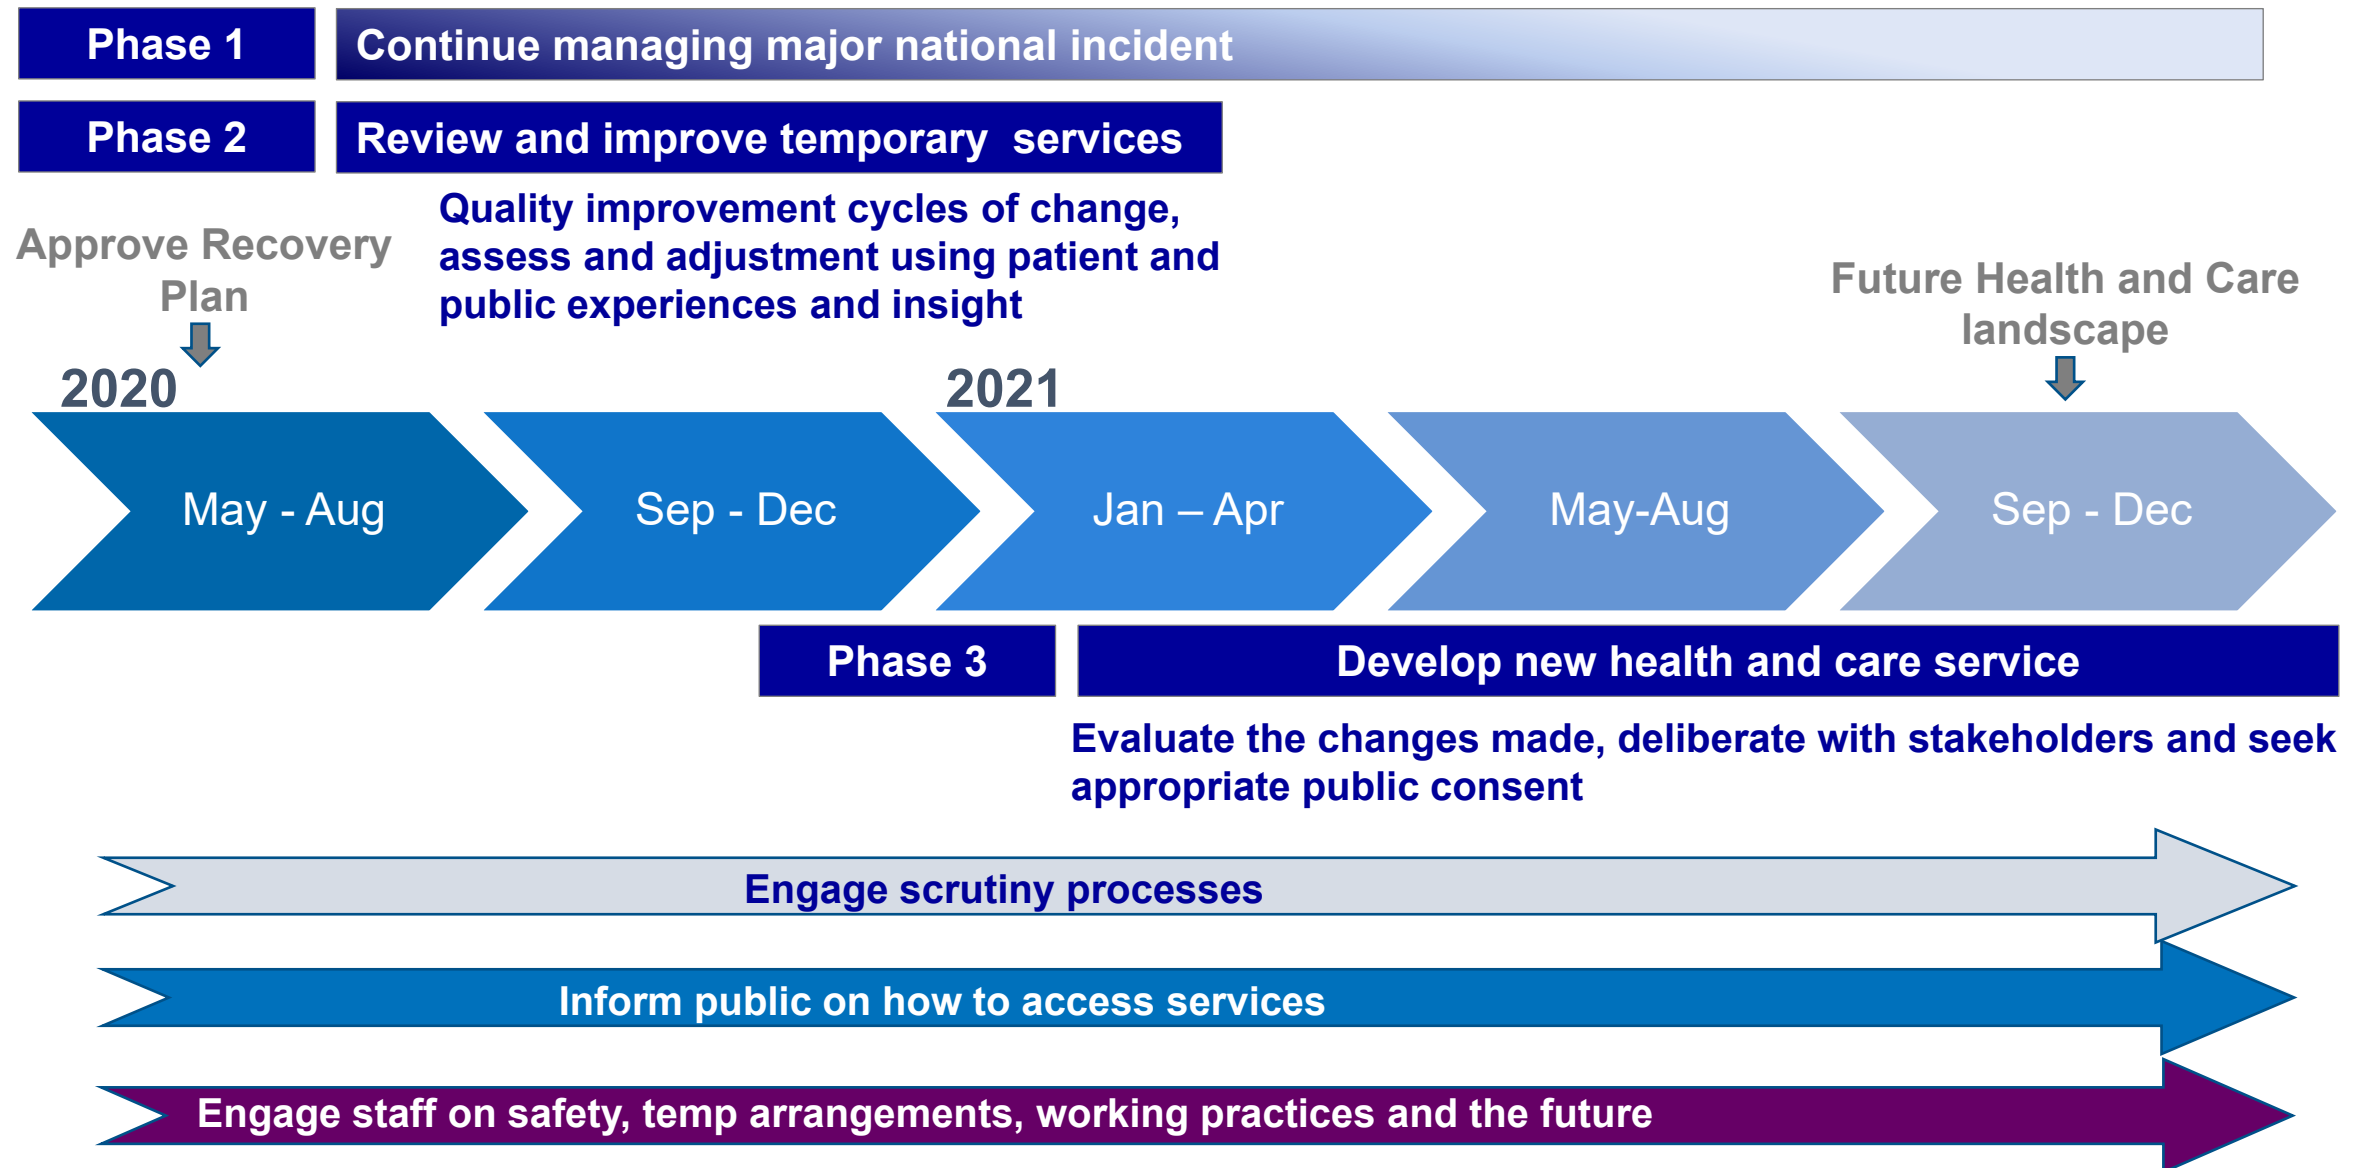 Phase 1
Continue managing major national incident
Phase 2
Review and improve temporary  services
Quality improvement cycles of change,
assess and adjustment using patient and
public experiences and insight
Approve Recovery
Plan
Future Health and Care
landscape
2020
2021
May - Aug
Sep - Dec
Jan – Apr
May-Aug
Sep - Dec
Phase 3
Develop new health and care service
Evaluate the changes made, deliberate with stakeholders and seek
appropriate public consent
Engage scrutiny processes
Inform public on how to access services
Engage staff on safety, temp arrangements, working practices and the future